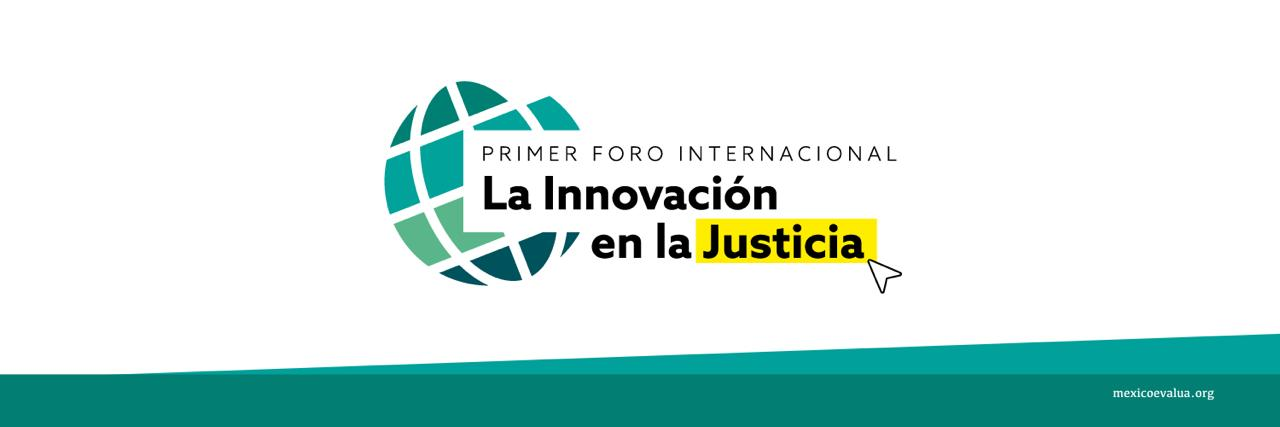 PRIMER FORO INTERNACIONAL
La Innovación
en la Justicia
mexicoevalua.org